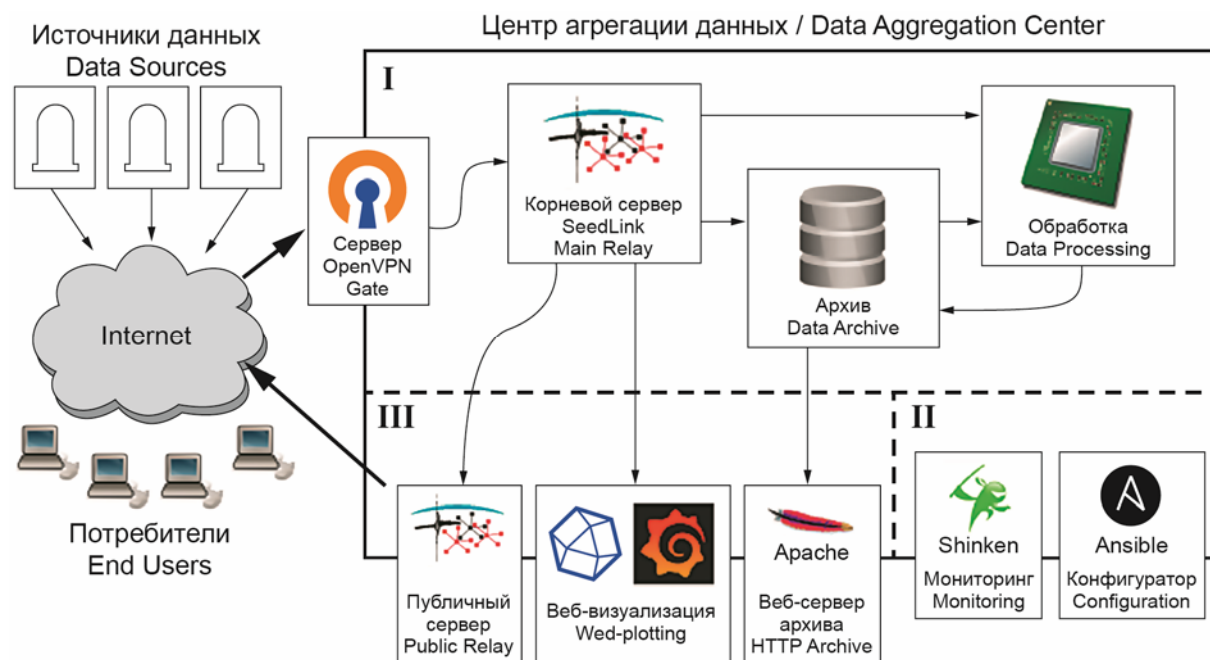 Источники данных
Data Sources
Центр агрегации данных / Data Aggregation Center
I
Сервер
OpenVPN
Gate
Корневой сервер
SeedLink
Main Relay
Архив
Data Archive
Обработка
Data Processing
Internet
Потребители
End Users
III
Публичный
сервер
Public Relay
Веб-визуализация
Wed-plotting
Apache
Веб-сервер
архива
HTTP Archive
II
Shinken
Мониторинг
Monitoring
Ansible
Конфигуратор
Configuration